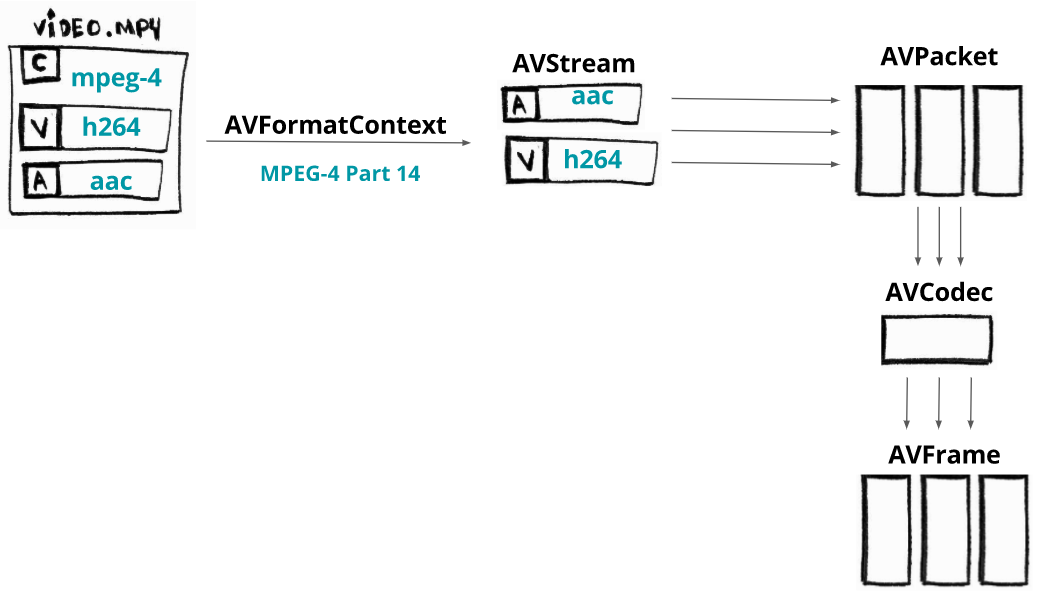 ViDEO.MP4
C mpeg-4
V h264
A aac
AVFormatContext
MPEG-4 Part 14
AVStream
A aac
V h264
AVPacket
AVCodec
AVFrame